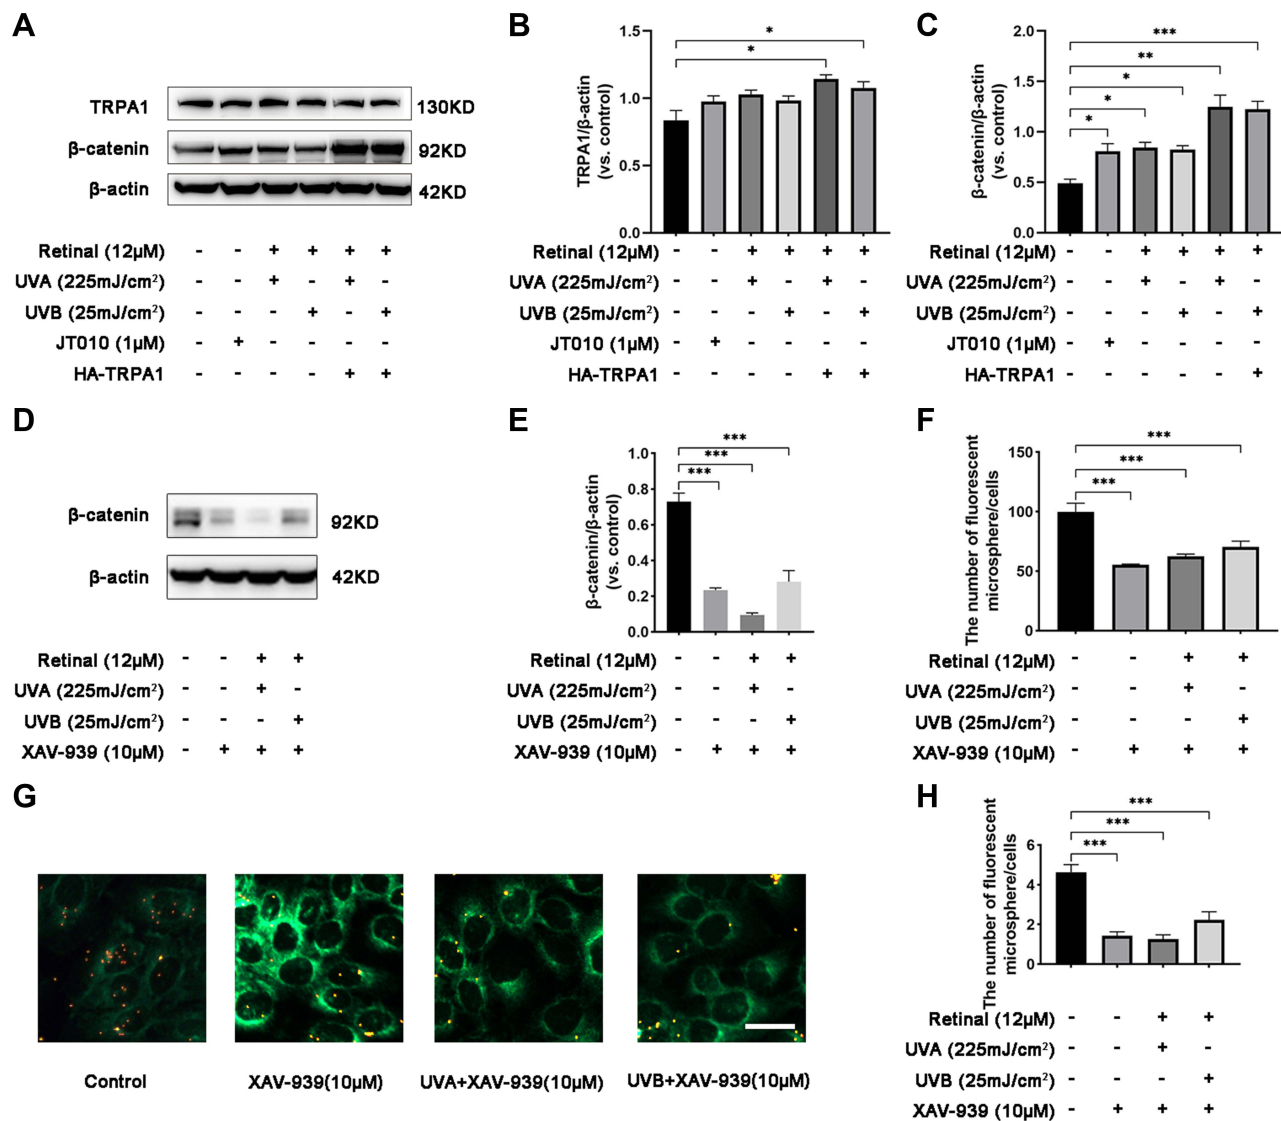 A
TRPA1
130KD
β-catenin
92KD
β-actin
42KD
Retinal (12μM) - - + + + +
UVA (225mJ/cm²) - - + - + -
UVB (25mJ/cm²) - - - + - +
JT010 (1μM) - + - - - -
HA-TRPA1 - - - - + +
B
TRPA1/β-actin
(vs. control)
1.5
1.0
0.5
0.0
*
*
Retinal (12μM) - - + + + +
UVA (225mJ/cm²) - - + - + -
UVB (25mJ/cm²) - - - + - +
JT010 (1μM) - + - - - -
HA-TRPA1 - - - - + +
C
β-catenin/β-actin
(vs. control)
2.0
1.5
1.0
0.5
0.0
***
**
*
*
*
Retinal (12μM) - - + + + +
UVA (225mJ/cm²) - - + - + -
UVB (25mJ/cm²) - - - + - +
JT010 (1μM) - + - - - -
HA-TRPA1 - - - - - +
D
β-catenin
92KD
β-actin
42KD
Retinal (12μM) - - + +
UVA (225mJ/cm²) - - + -
UVB (25mJ/cm²) - - - +
XAV-939 (10μM) - + + +
E
β-catenin/β-actin
(vs. control)
1.0
0.8
0.6
0.4
0.2
0.0
***
***
***
Retinal (12μM) - - + +
UVA (225mJ/cm²) - - + -
UVB (25mJ/cm²) - - - +
XAV-939 (10μM) - + + +
F
The number of fluorescent
microsphere/cells
150
100
50
0
***
***
***
Retinal (12μM) - - + +
UVA (225mJ/cm²) - - + -
UVB (25mJ/cm²) - - - +
XAV-939 (10μM) - + + +
G
Control
XAV-939(10μM)
UVA+XAV-939(10μM)
UVB+XAV-939(10μM)
H
The number of fluorescent
microsphere/cells
6
4
2
0
***
***
***
Retinal (12μM) - - + +
UVA (225mJ/cm²) - - + -
UVB (25mJ/cm²) - - - +
XAV-939 (10μM) - + + +